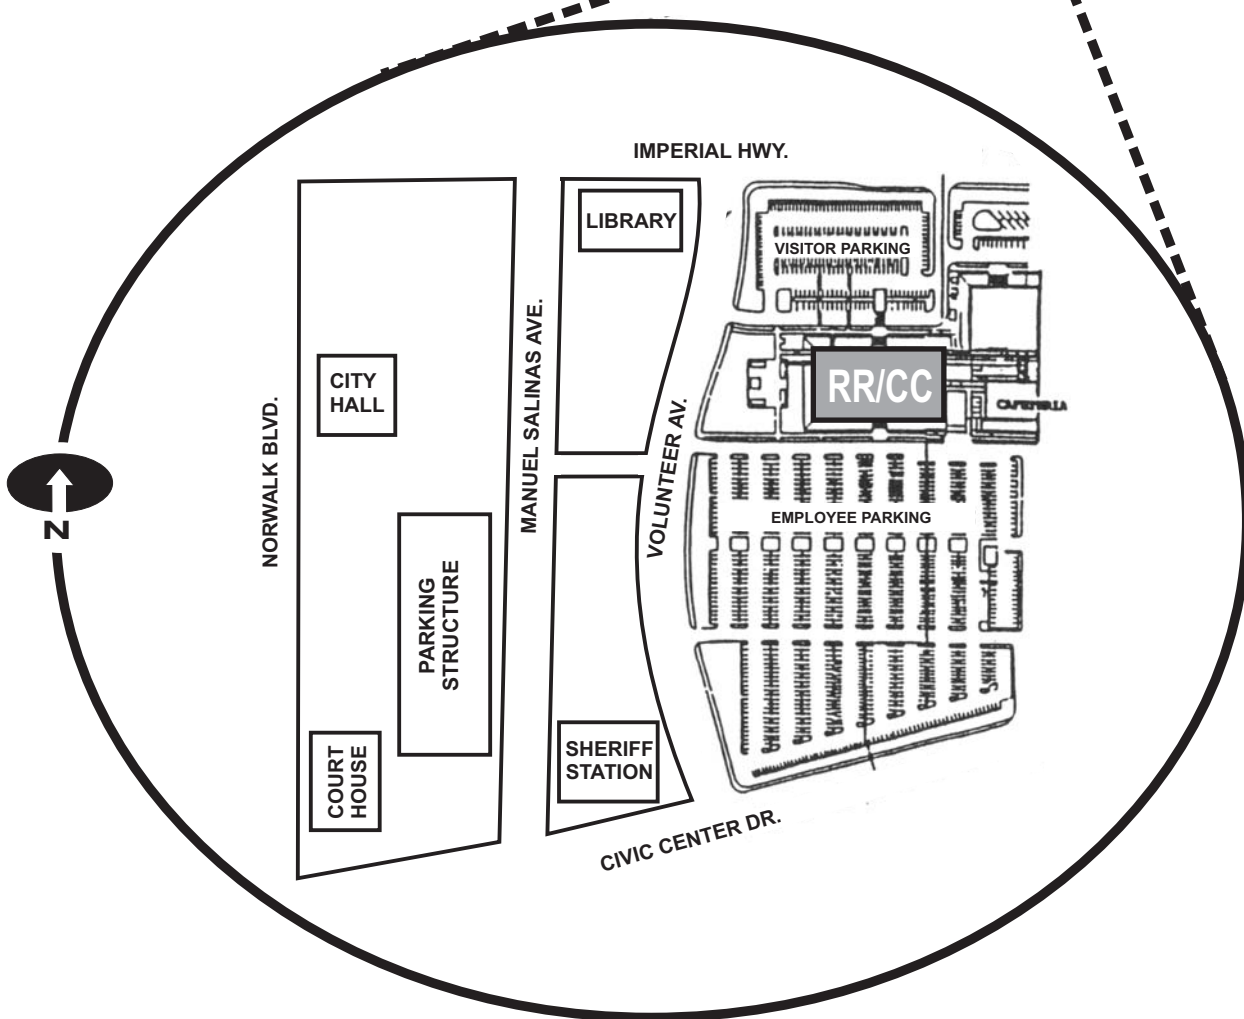 IMPERIAL HWY.
LIBRARY
VISITOR PARKING
CITY
HALL
RR/CC
CAFETERIA
NORWALK BLVD.
MANUEL SALINAS AVE.
VOLUNTEER AV.
N
EMPLOYEE PARKING
PARKING
STRUCTURE
COURT
HOUSE
SHERIFF
STATION
CIVIC CENTER DR.